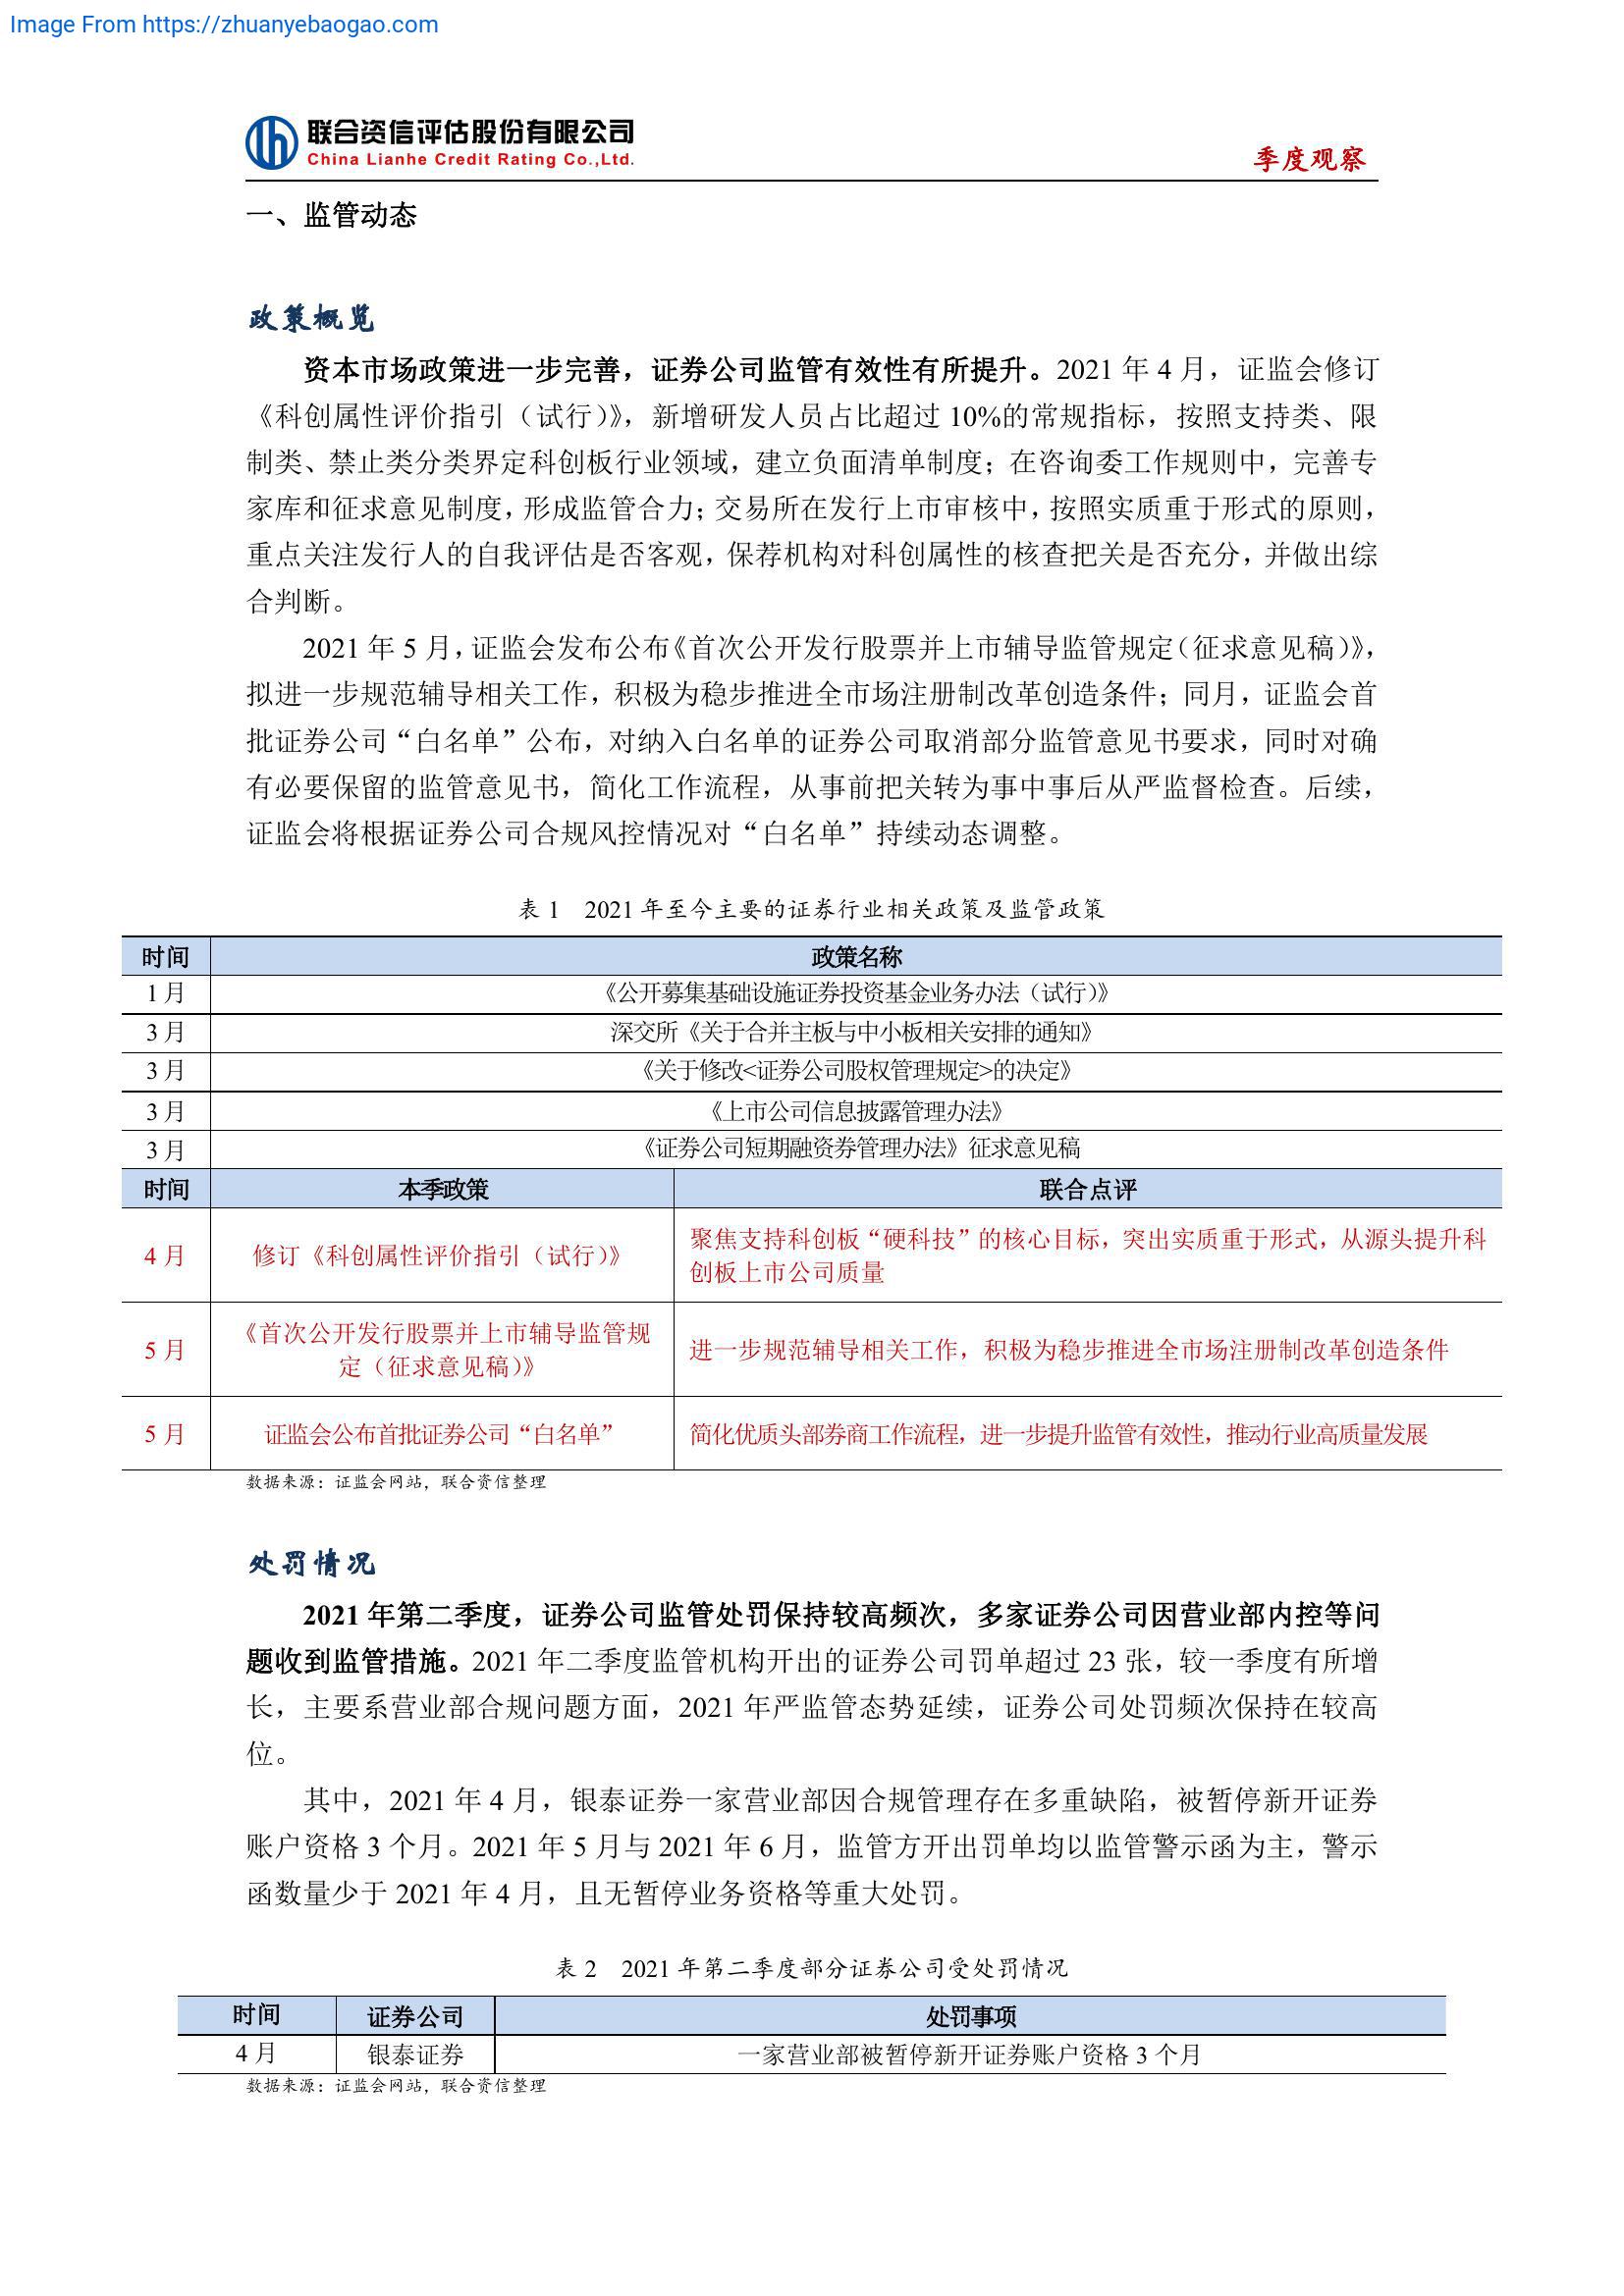 Image From https://zhuanyebaogao.com
联合资信评估股份有限公司
China Lianhe Credit Rating Co.,Ltd.
季度观察
一、监管动态
政策概览
资本市场政策进一步完善，证券公司监管有效性有所提升。2021 年 4 月，证监会修订
《科创属性评价指引（试行）》，新增研发人员占比超过 10%的常规指标，按照支持类、限
制类、禁止类分类界定科创板行业领域，建立负面清单制度；在咨询委工作规则中，完善专
家库和征求意见制度，形成监管合力；交易所在发行上市审核中，按照实质重于形式的原则，
重点关注发行人的自我评估是否客观，保荐机构对科创属性的核查把关是否充分，并做出综
合判断。
2021 年 5 月，证监会发布公布《首次公开发行股票并上市辅导监管规定（征求意见稿）》，
拟进一步规范辅导相关工作，积极为稳步推进全市场注册制改革创造条件；同月，证监会首
批证券公司“白名单”公布，对纳入白名单的证券公司取消部分监管意见书要求，同时对确
有必要保留的监管意见书，简化工作流程，从事前把关转为事中事后从严监督检查。后续，
证监会将根据证券公司合规风控情况对“白名单”持续动态调整。
表 1 2021 年至今主要的证券行业相关政策及监管政策
时间 政策名称
1 月 《公开募集基础设施证券投资基金业务办法（试行）》
3 月 深交所《关于合并主板与中小板相关安排的通知》
3 月 《关于修改<证券公司股权管理规定>的决定》
3 月 《上市公司信息披露管理办法》
3 月 《证券公司短期融资券管理办法》征求意见稿
时间 本季政策 联合点评
4 月 修订《科创属性评价指引（试行）》 聚焦支持科创板“硬科技”的核心目标，突出实质重于形式，从源头提升科
创板上市公司质量
5 月 《首次公开发行股票并上市辅导监管规
定（征求意见稿）》 进一步规范辅导相关工作，积极为稳步推进全市场注册制改革创造条件
5 月 证监会公布首批证券公司“白名单” 简化优质头部券商工作流程，进一步提升监管有效性，推动行业高质量发展
数据来源：证监会网站，联合资信整理
处罚情况
2021 年第二季度，证券公司监管处罚保持较高频次，多家证券公司因营业部内控等问
题收到监管措施。2021 年二季度监管机构开出的证券公司罚单超过 23 张，较一季度有所增
长，主要系营业部合规问题方面，2021 年严监管态势延续，证券公司处罚频次保持在较高
位。
其中，2021 年 4 月，银泰证券一家营业部因合规管理存在多重缺陷，被暂停新开证券
账户资格 3 个月。2021 年 5 月与 2021 年 6 月，监管方开出罚单均以监管警示函为主，警示
函数量少于 2021 年 4 月，且无暂停业务资格等重大处罚。
表 2 2021 年第二季度部分证券公司受处罚情况
时间 证券公司 处罚事项
4 月 银泰证券 一家营业部被暂停新开证券账户资格 3 个月
数据来源：证监会网站，联合资信整理